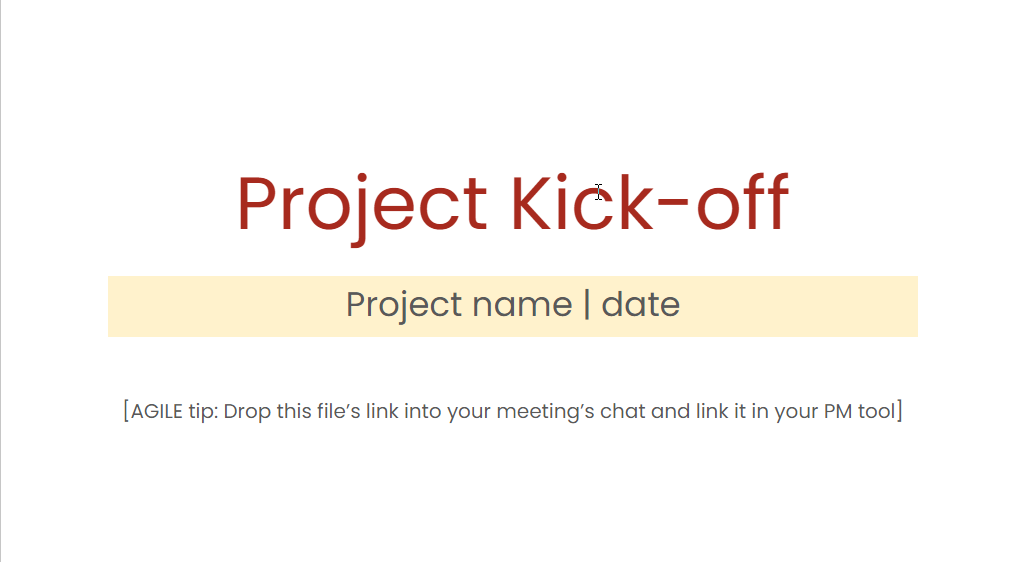 Project Kick-off
Project name | date
[AGILE tip: Drop this file’s link into your meeting’s chat and link it in your PM tool]